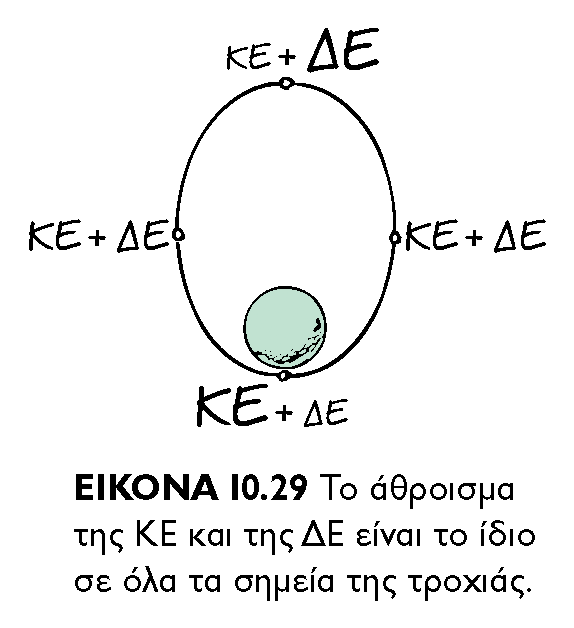 ΚΕ + ΔΕ
ΚΕ + ΔΕ ΚΕ + ΔΕ
ΚΕ + ΔΕ
ΕΙΚΟΝΑ 10.29 Το άθροισμα
της ΚΕ και της ΔΕ είναι το ίδιο
σε όλα τα σημεία της τροχιάς.